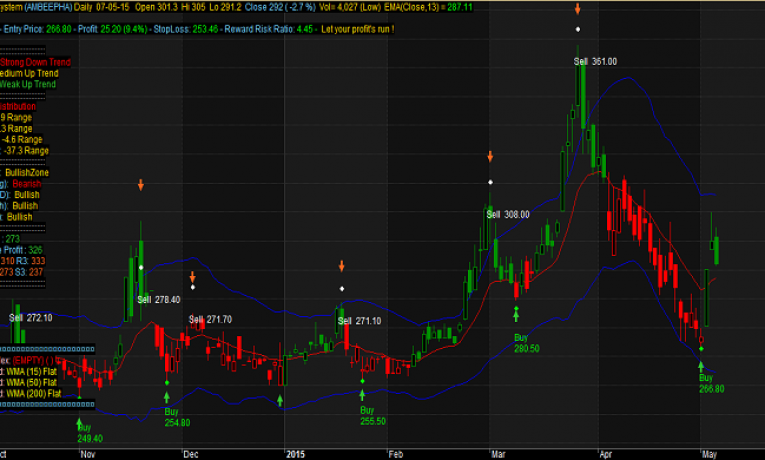 ystem (AMBEEPHA) Daily 07-05-15 Open 301.3 Hi 305 Lo 291.2 Close 292 ( -2.7 %) Vol= 4,027 (Low) EMA(Close,13) = 287.11
- Entry Price: 266.80 - Profit 25.20 (9.4%) - StopLoss: 253.46 - Reward Risk Ratio: 4.45 - Let your profit's run !
Strong Down Trend
edium Up Trend
Weak Up Trend
stribution
9 Range
.3 Range
-4.6 Range
-37.3 Range
: BullishZone
g): Bearish
D): Bullish
h): Bullish
): Bullish
: 273
Profit : 326
310 R3: 333
273 S3: 237
(EMPTY) ( )
: WMA (15) Flat
: WMA (50) Flat
: WMA (200) Flat
Sell 272.10
Sell 278.40
Sell 271.70
Sell 271.10
Sell 308.00
Sell 361.00
Buy
249.40
Buy
254.80
Buy
255.50
Buy
280.50
Buy
266.80
ct Nov Dec 2015 Feb Mar Apr May